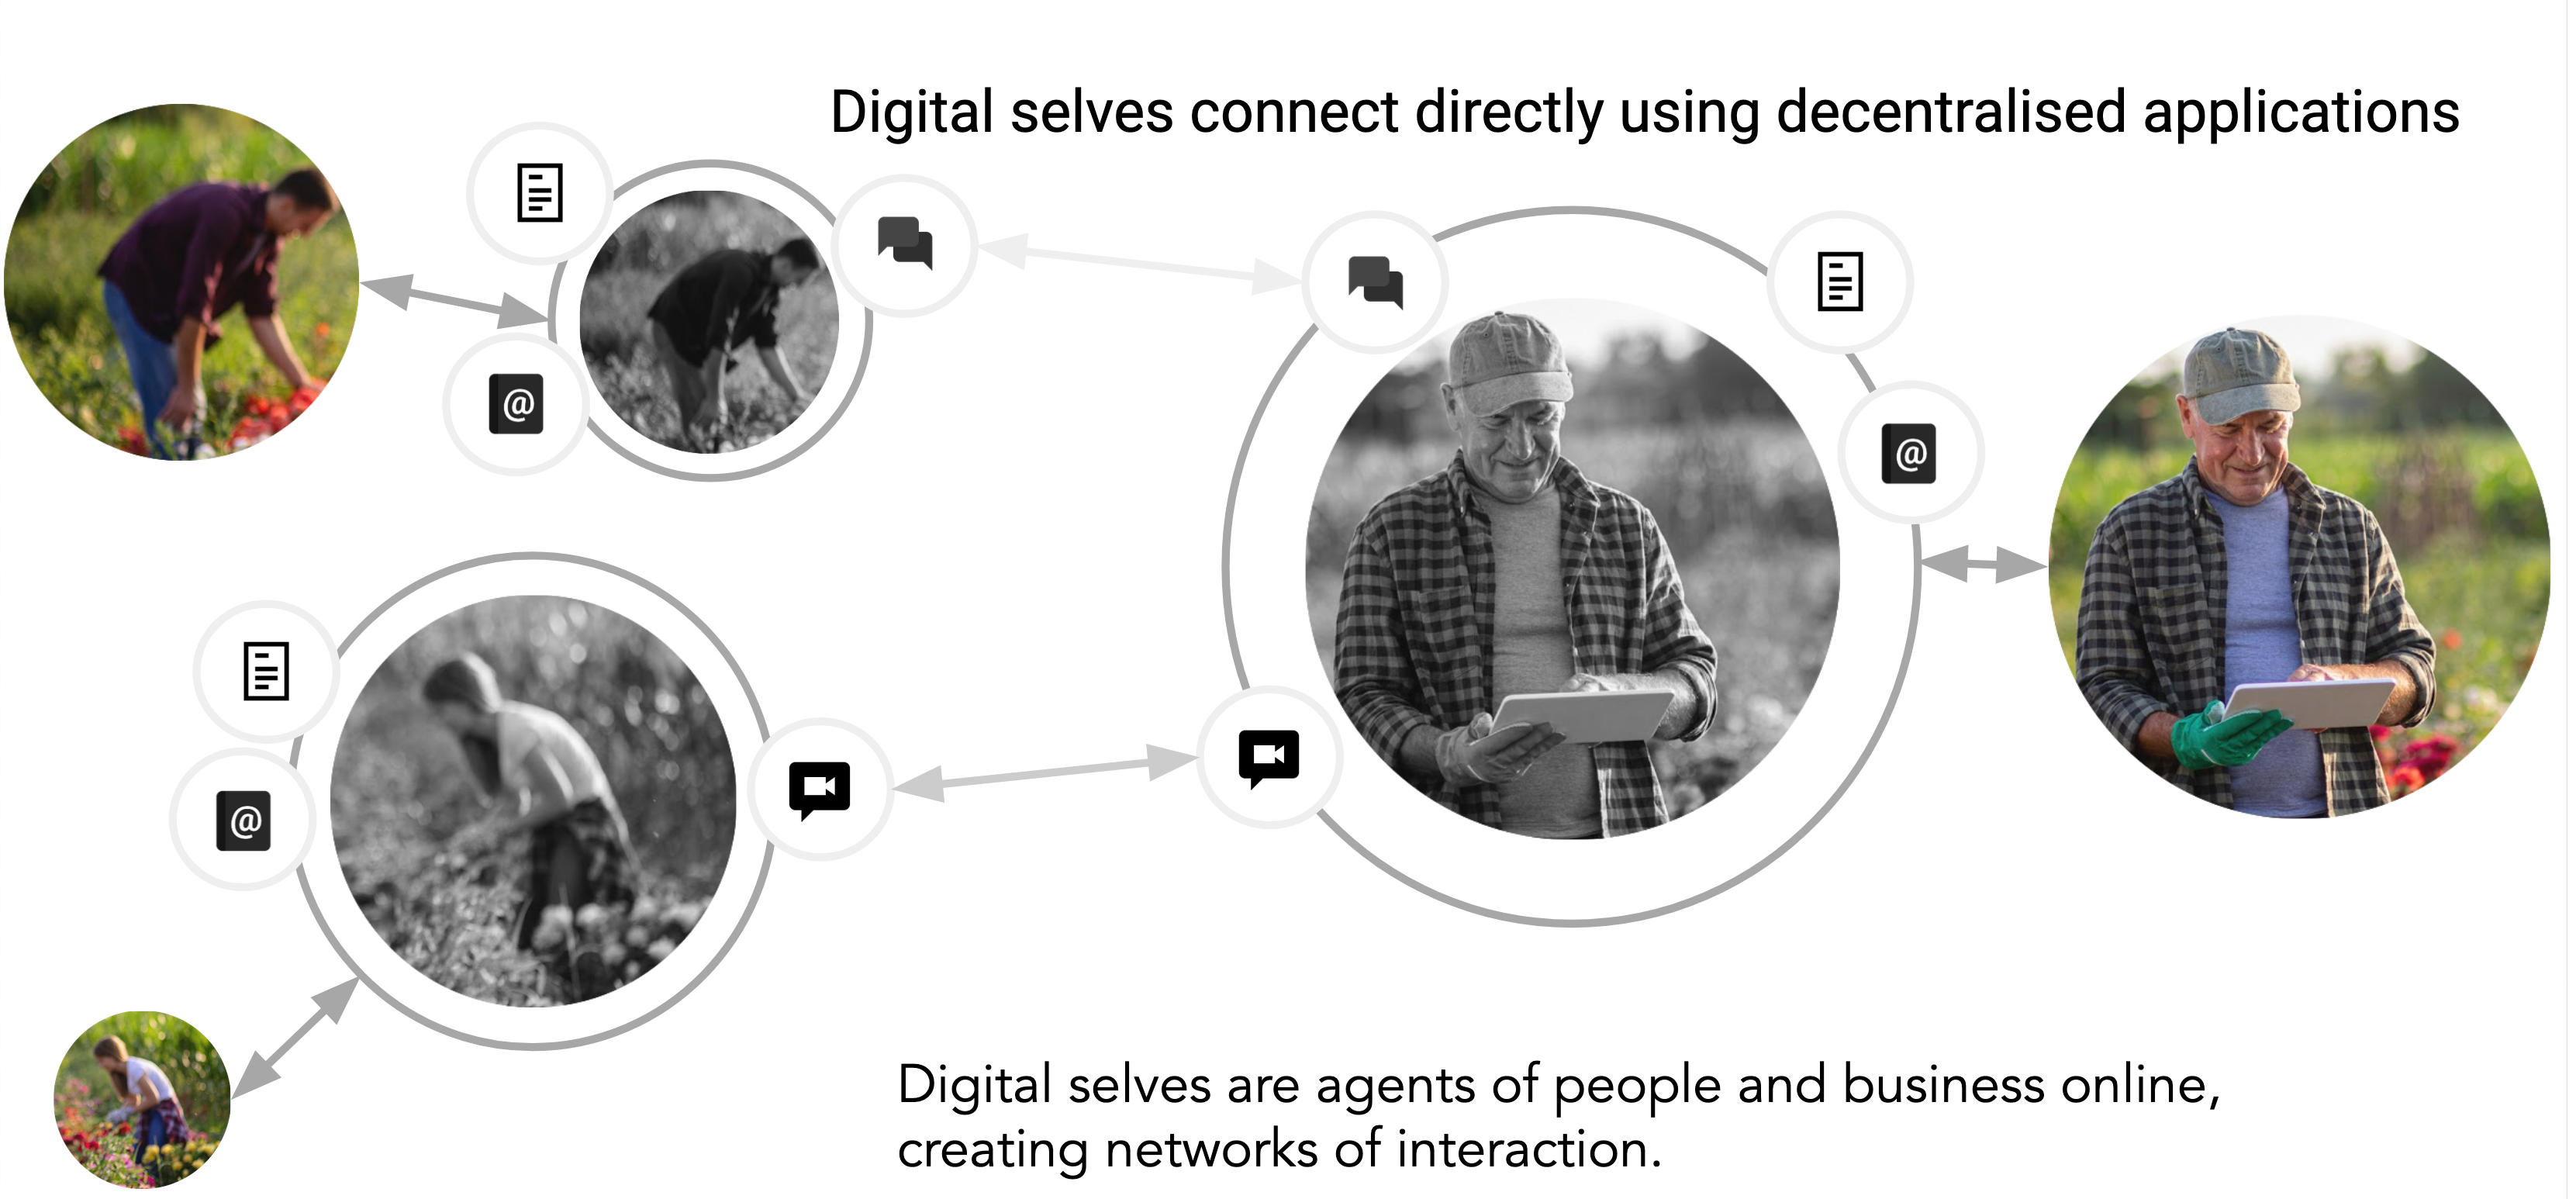 Digital selves connect directly using decentralised applications
@
@
@
Digital selves are agents of people and business online,
creating networks of interaction.